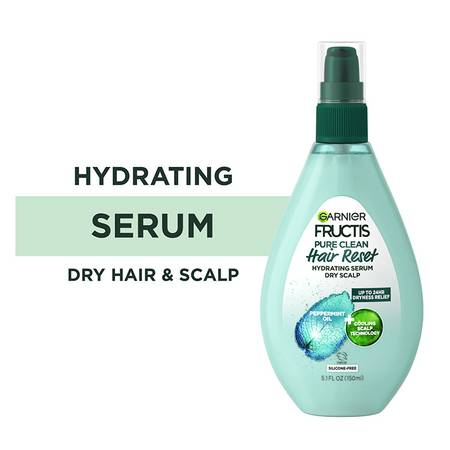 HYDRATING
SERUM
DRY HAIR & SCALP
GARNIER
FRUCTIS
PURE CLEAN
Hair Reset
HYDRATING SERUM
DRY SCALP
UP TO 24HR
DRYNESS RELIEF
PEPPERMINT
OIL
+
COOLING
SCALP
TECHNOLOGY
SILICONE-FREE
5.1 FL OZ (150ml)